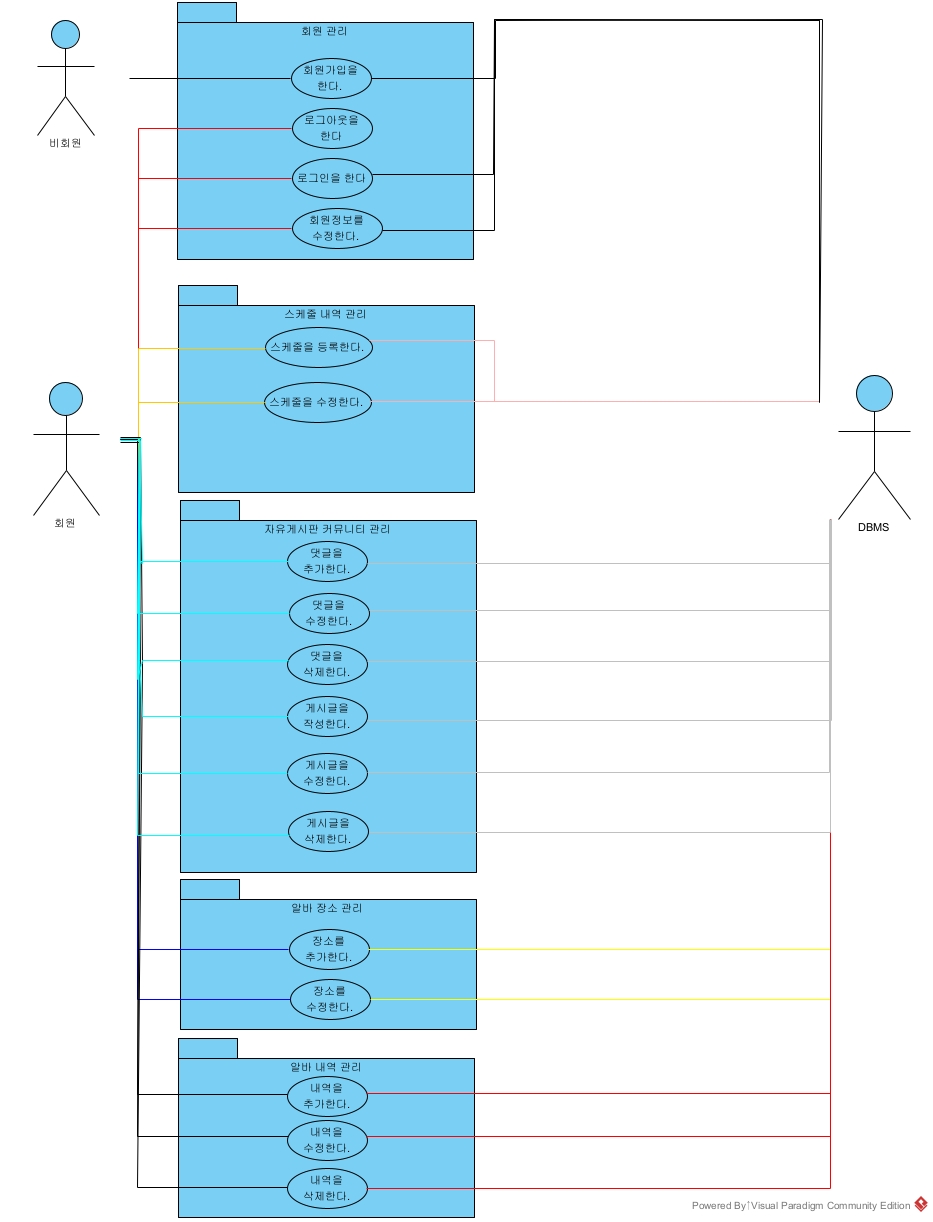 회원 관리
회원가입을
한다.
로그아웃을
한다
비회원
로그인을 한다
회원정보를
수정한다.
스케줄 내역 관리
스케줄을 등록한다.
스케줄을 수정한다.
회원
DBMS
자유게시판 커뮤니티 관리
댓글을
추가한다.
댓글을
수정한다.
댓글을
삭제한다.
게시글을
작성한다.
게시글을
수정한다.
게시글을
삭제한다.
알바 장소 관리
장소를
추가한다.
장소를
수정한다.
알바 내역 관리
내역을
추가한다.
내역을
수정한다.
내역을
삭제한다.
Powered By Visual Paradigm Community Edition